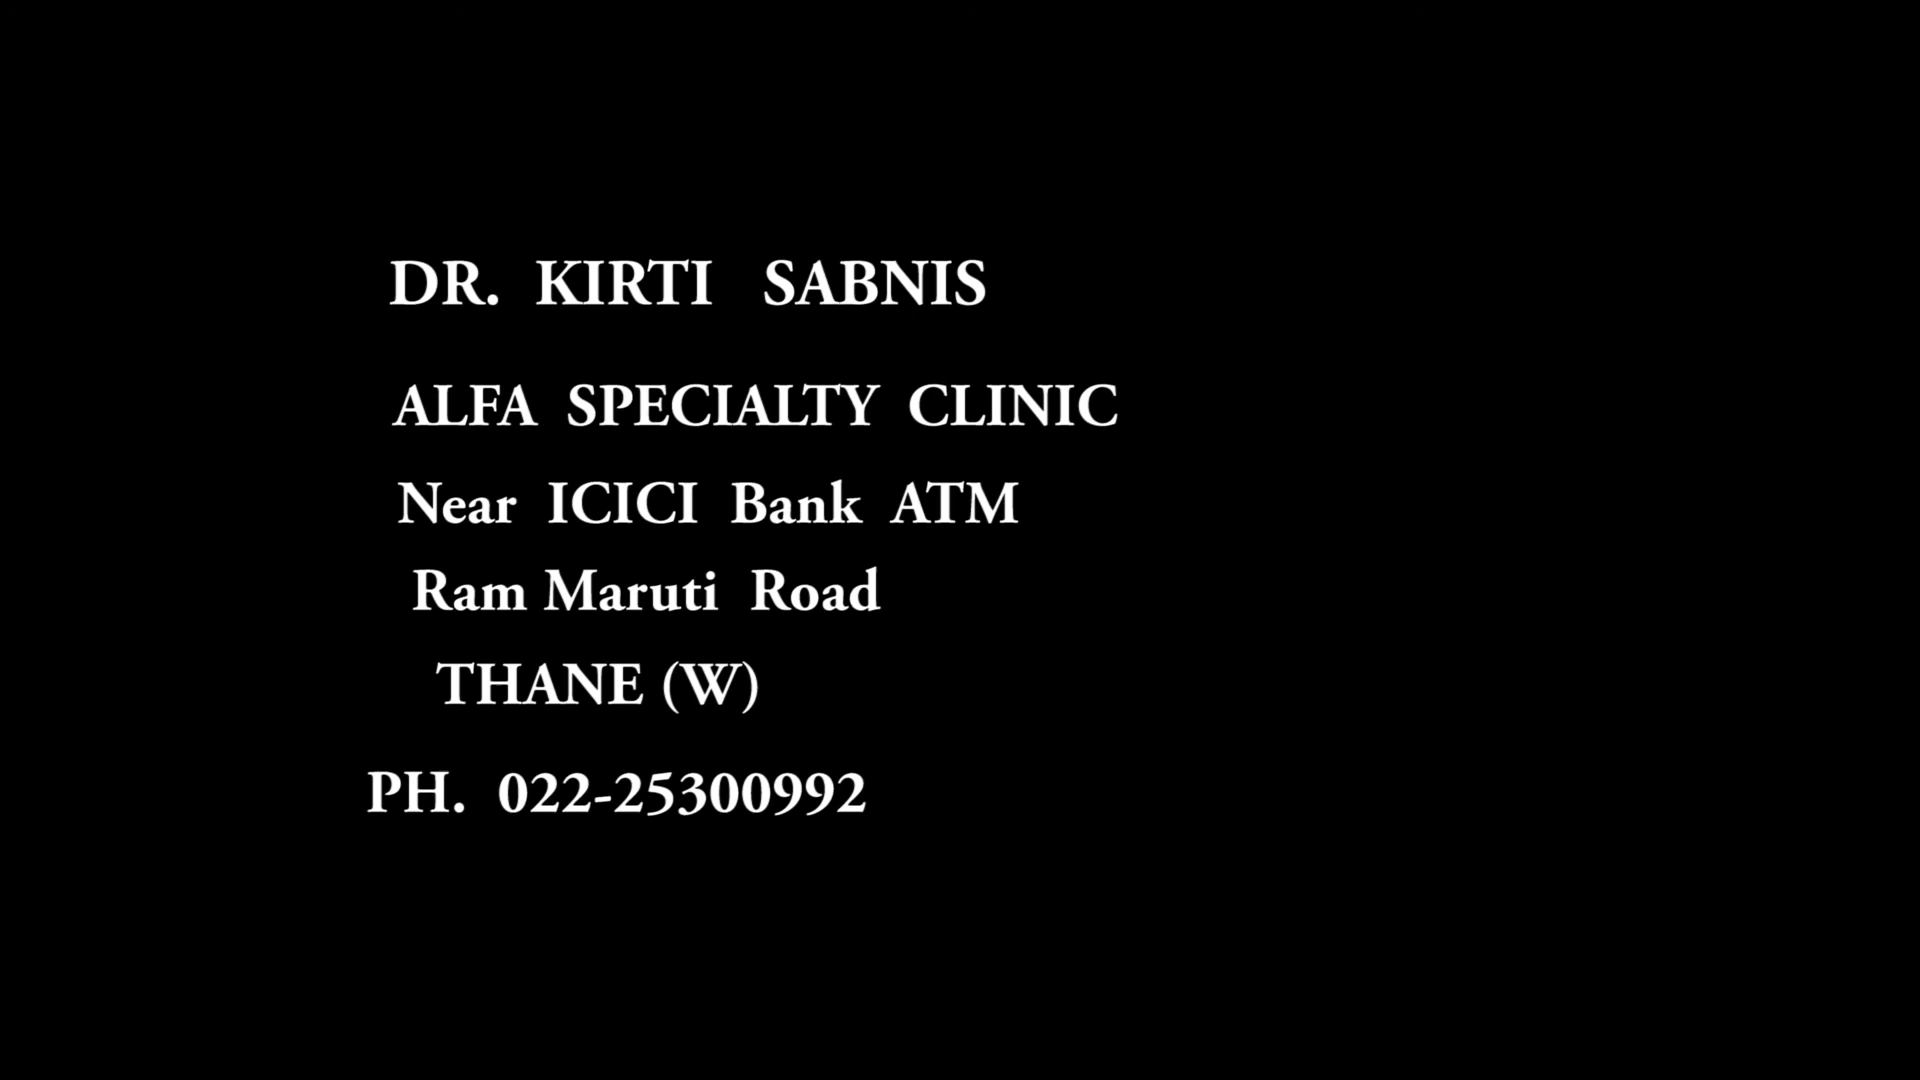 DR. KIRTI SABNIS
ALFA SPECIALTY CLINIC
Near ICICI Bank ATM
Ram Maruti Road
THANE (W)
PH. 022-25300992